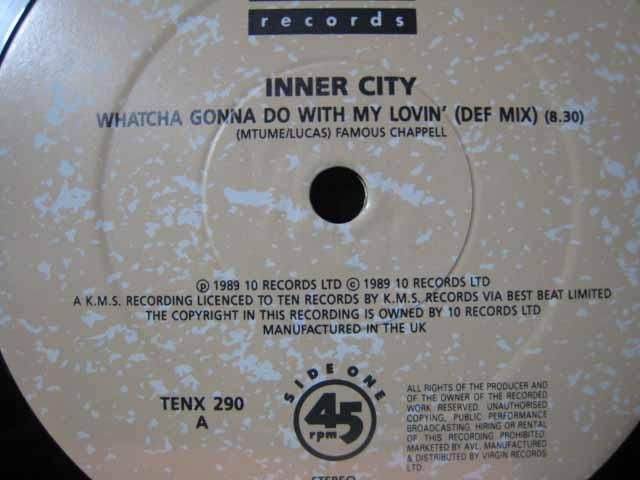 records
INNER CITY
WHATCHA GONNA DO WITH MY LOVIN' (DEF MIX) (8.30)
(MTUME/LUCAS) FAMOUS CHAPPELL
℗ 1989 10 RECORDS LTD © 1989 10 RECORDS LTD
A K.M.S. RECORDING LICENCED TO TEN RECORDS BY K.M.S. RECORDS VIA BEST BEAT LIMITED
THE COPYRIGHT IN THIS RECORDING IS OWNED BY 10 RECORDS LTD
MANUFACTURED IN THE UK
TENX 290
A
SIDE ONE
45
rpm
STEREO
ALL RIGHTS OF THE PRODUCER AND
OF THE OWNER OF THE RECORDED
WORK RESERVED. UNAUTHORISED
COPYING, PUBLIC PERFORMANCE
BROADCASTING, HIRING OR RENTAL
OF THIS RECORDING PROHIBITED.
MARKETED BY AVL, MANUFACTURED
& DISTRIBUTED BY VIRGIN RECORDS
LTD.